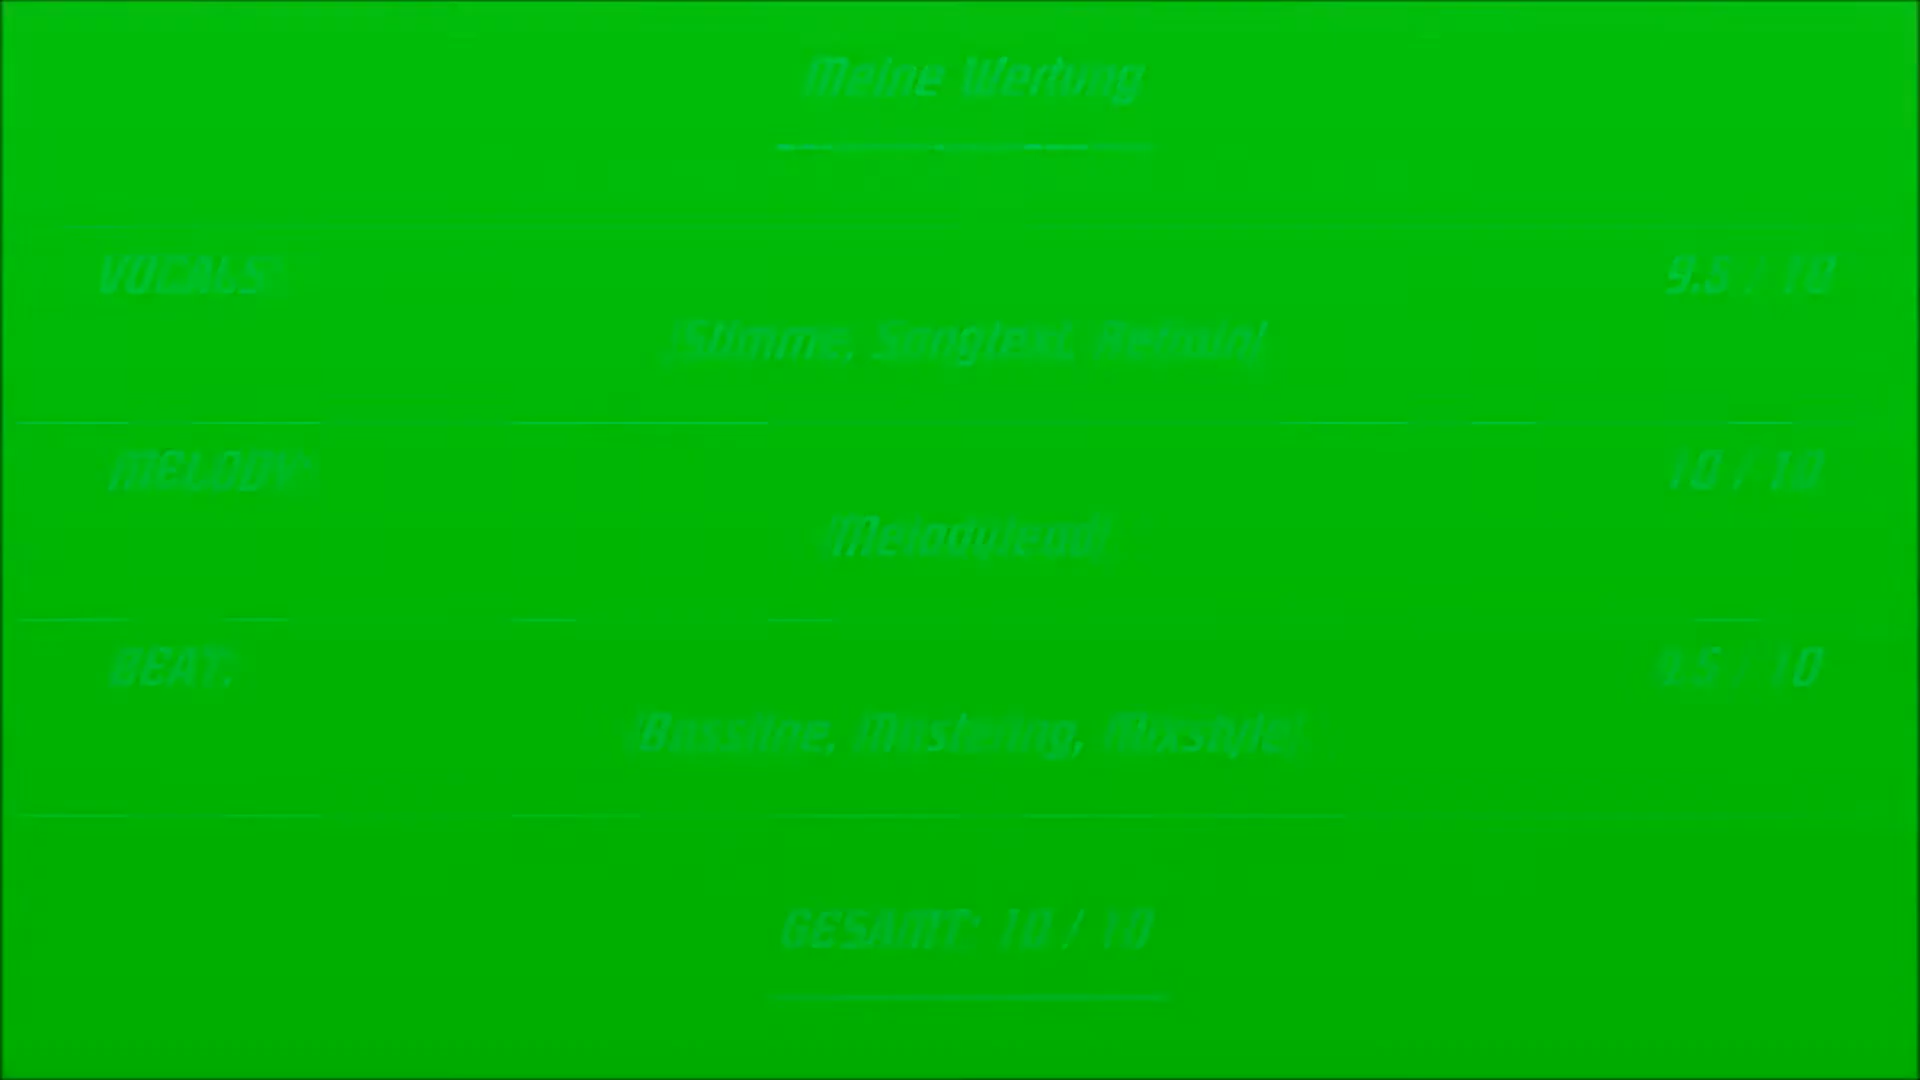 Meine Wertung
VOCALS: 9.5 / 10
(Stimme, Songtext, Refrain)
MELODY: 10 / 10
(Melodylead)
BEAT: 9.5 / 10
(Bassline, Mastering, Mixstyle)
GESAMT: 10 / 10